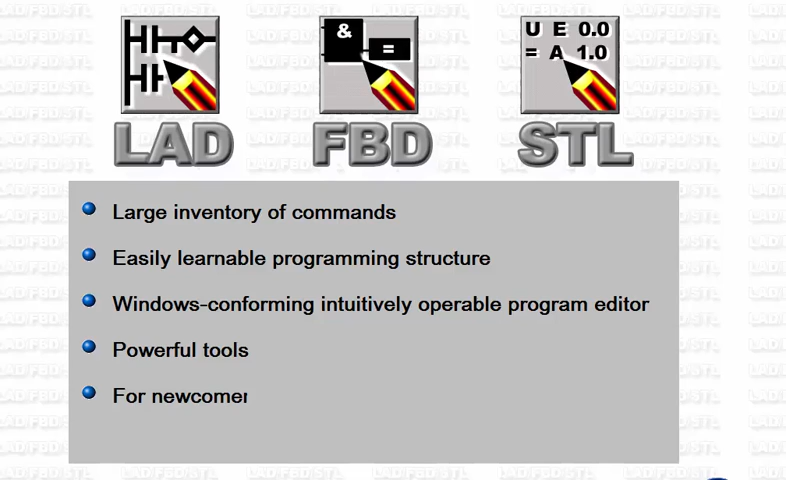 U E 0.0
= A 1.0
&
=
LAD FBD STL
Large inventory of commands
Easily learnable programming structure
Windows-conforming intuitively operable program editor
Powerful tools
For newcomer